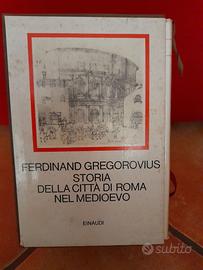 FERDINAND GREGOROVIUS
STORIA
DELLA CITTÀ DI ROMA
NEL MEDIOEVO
EINAUDI
subito